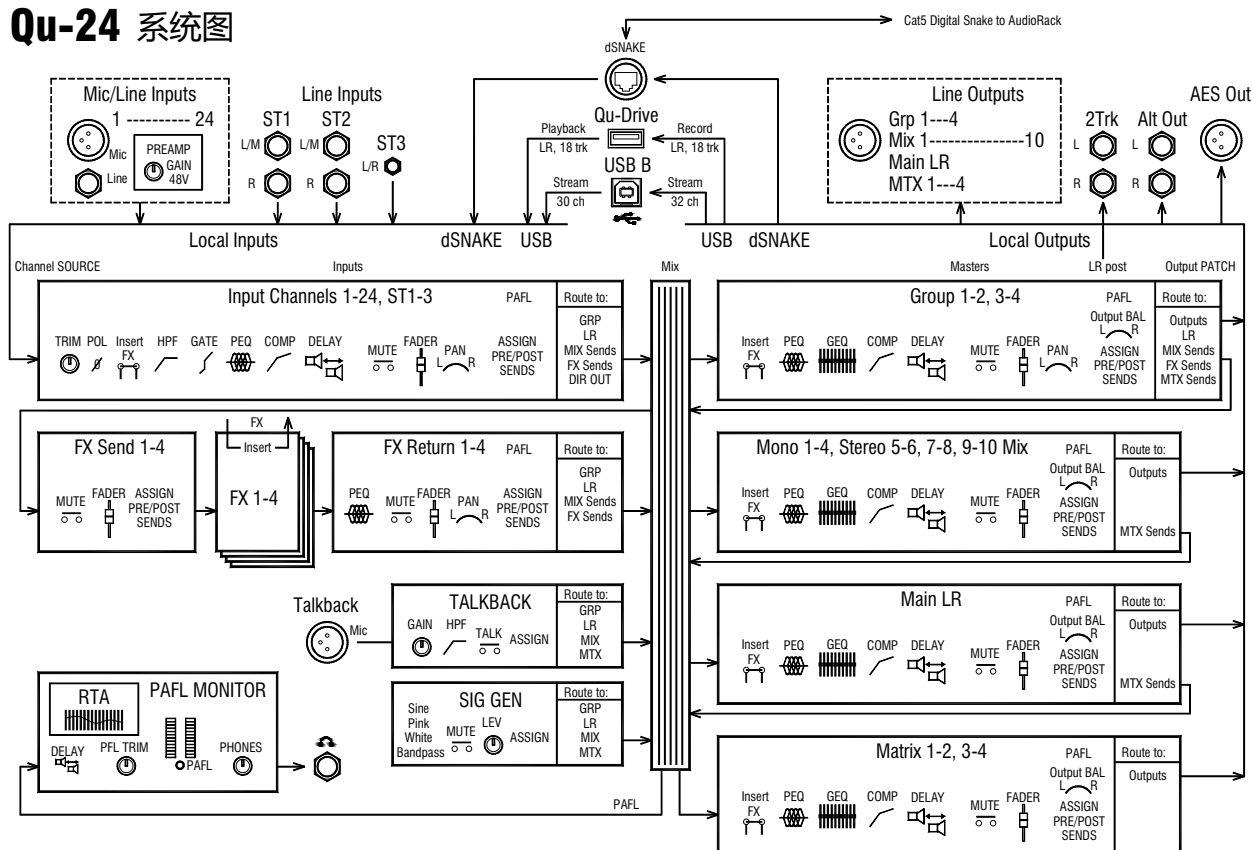 Qu-24 系统图
Cat5 Digital Snake to AudioRack
dSNAKE
Mic/Line Inputs
1 ---------- 24
Mic
Line
PREAMP
GAIN
48V
Line Inputs
ST1
ST2
ST3
L/M
L/M
L/R
R
R
Qu-Drive
Playback
LR, 18 trk
Record
LR, 18 trk
USB B
Stream
30 ch
Stream
32 ch
Line Outputs
Grp 1---4
Mix 1--------------10
Main LR
MTX 1---4
2Trk
Alt Out
L
L
R
R
AES Out
Local Inputs
dSNAKE
USB
USB
dSNAKE
Local Outputs
Channel SOURCE
Inputs
Mix
Masters
LR post
Output PATCH
Input Channels 1-24, ST1-3
PAFL
Route to:
TRIM
POL
Insert
FX
HPF
GATE
PEQ
COMP
DELAY
MUTE
FADER
L
PAN
R
ASSIGN
PRE/POST
SENDS
GRP
LR
MIX Sends
FX Sends
DIR OUT
Group 1-2, 3-4
PAFL
Route to:
Insert
FX
PEQ
GEQ
COMP
DELAY
MUTE
FADER
L
PAN
R
Output BAL
L
R
ASSIGN
PRE/POST
SENDS
Outputs
LR
MIX Sends
FX Sends
MTX Sends
FX Send 1-4
MUTE
FADER
ASSIGN
PRE/POST
SENDS
FX
Insert
FX 1-4
FX Return 1-4
PAFL
Route to:
PEQ
MUTE
FADER
L
PAN
R
ASSIGN
PRE/POST
SENDS
GRP
LR
MIX Sends
FX Sends
Mono 1-4, Stereo 5-6, 7-8, 9-10 Mix
PAFL
Route to:
Insert
FX
PEQ
GEQ
COMP
DELAY
MUTE
FADER
Output BAL
L
R
ASSIGN
PRE/POST
SENDS
Outputs
MTX Sends
Talkback
Mic
TALKBACK
Route to:
GAIN
HPF
TALK
ASSIGN
GRP
LR
MIX
MTX
Main LR
PAFL
Route to:
Insert
FX
PEQ
GEQ
COMP
DELAY
MUTE
FADER
Output BAL
L
R
ASSIGN
PRE/POST
SENDS
Outputs
MTX Sends
RTA
PAFL MONITOR
DELAY
PFL TRIM
PAFL
PHONES
SIG GEN
Route to:
Sine
Pink
White
Bandpass
MUTE
LEV
ASSIGN
GRP
LR
MIX
MTX
PAFL
Matrix 1-2, 3-4
PAFL
Route to:
Insert
FX
PEQ
GEQ
COMP
DELAY
MUTE
FADER
Output BAL
L
R
ASSIGN
PRE/POST
SENDS
Outputs